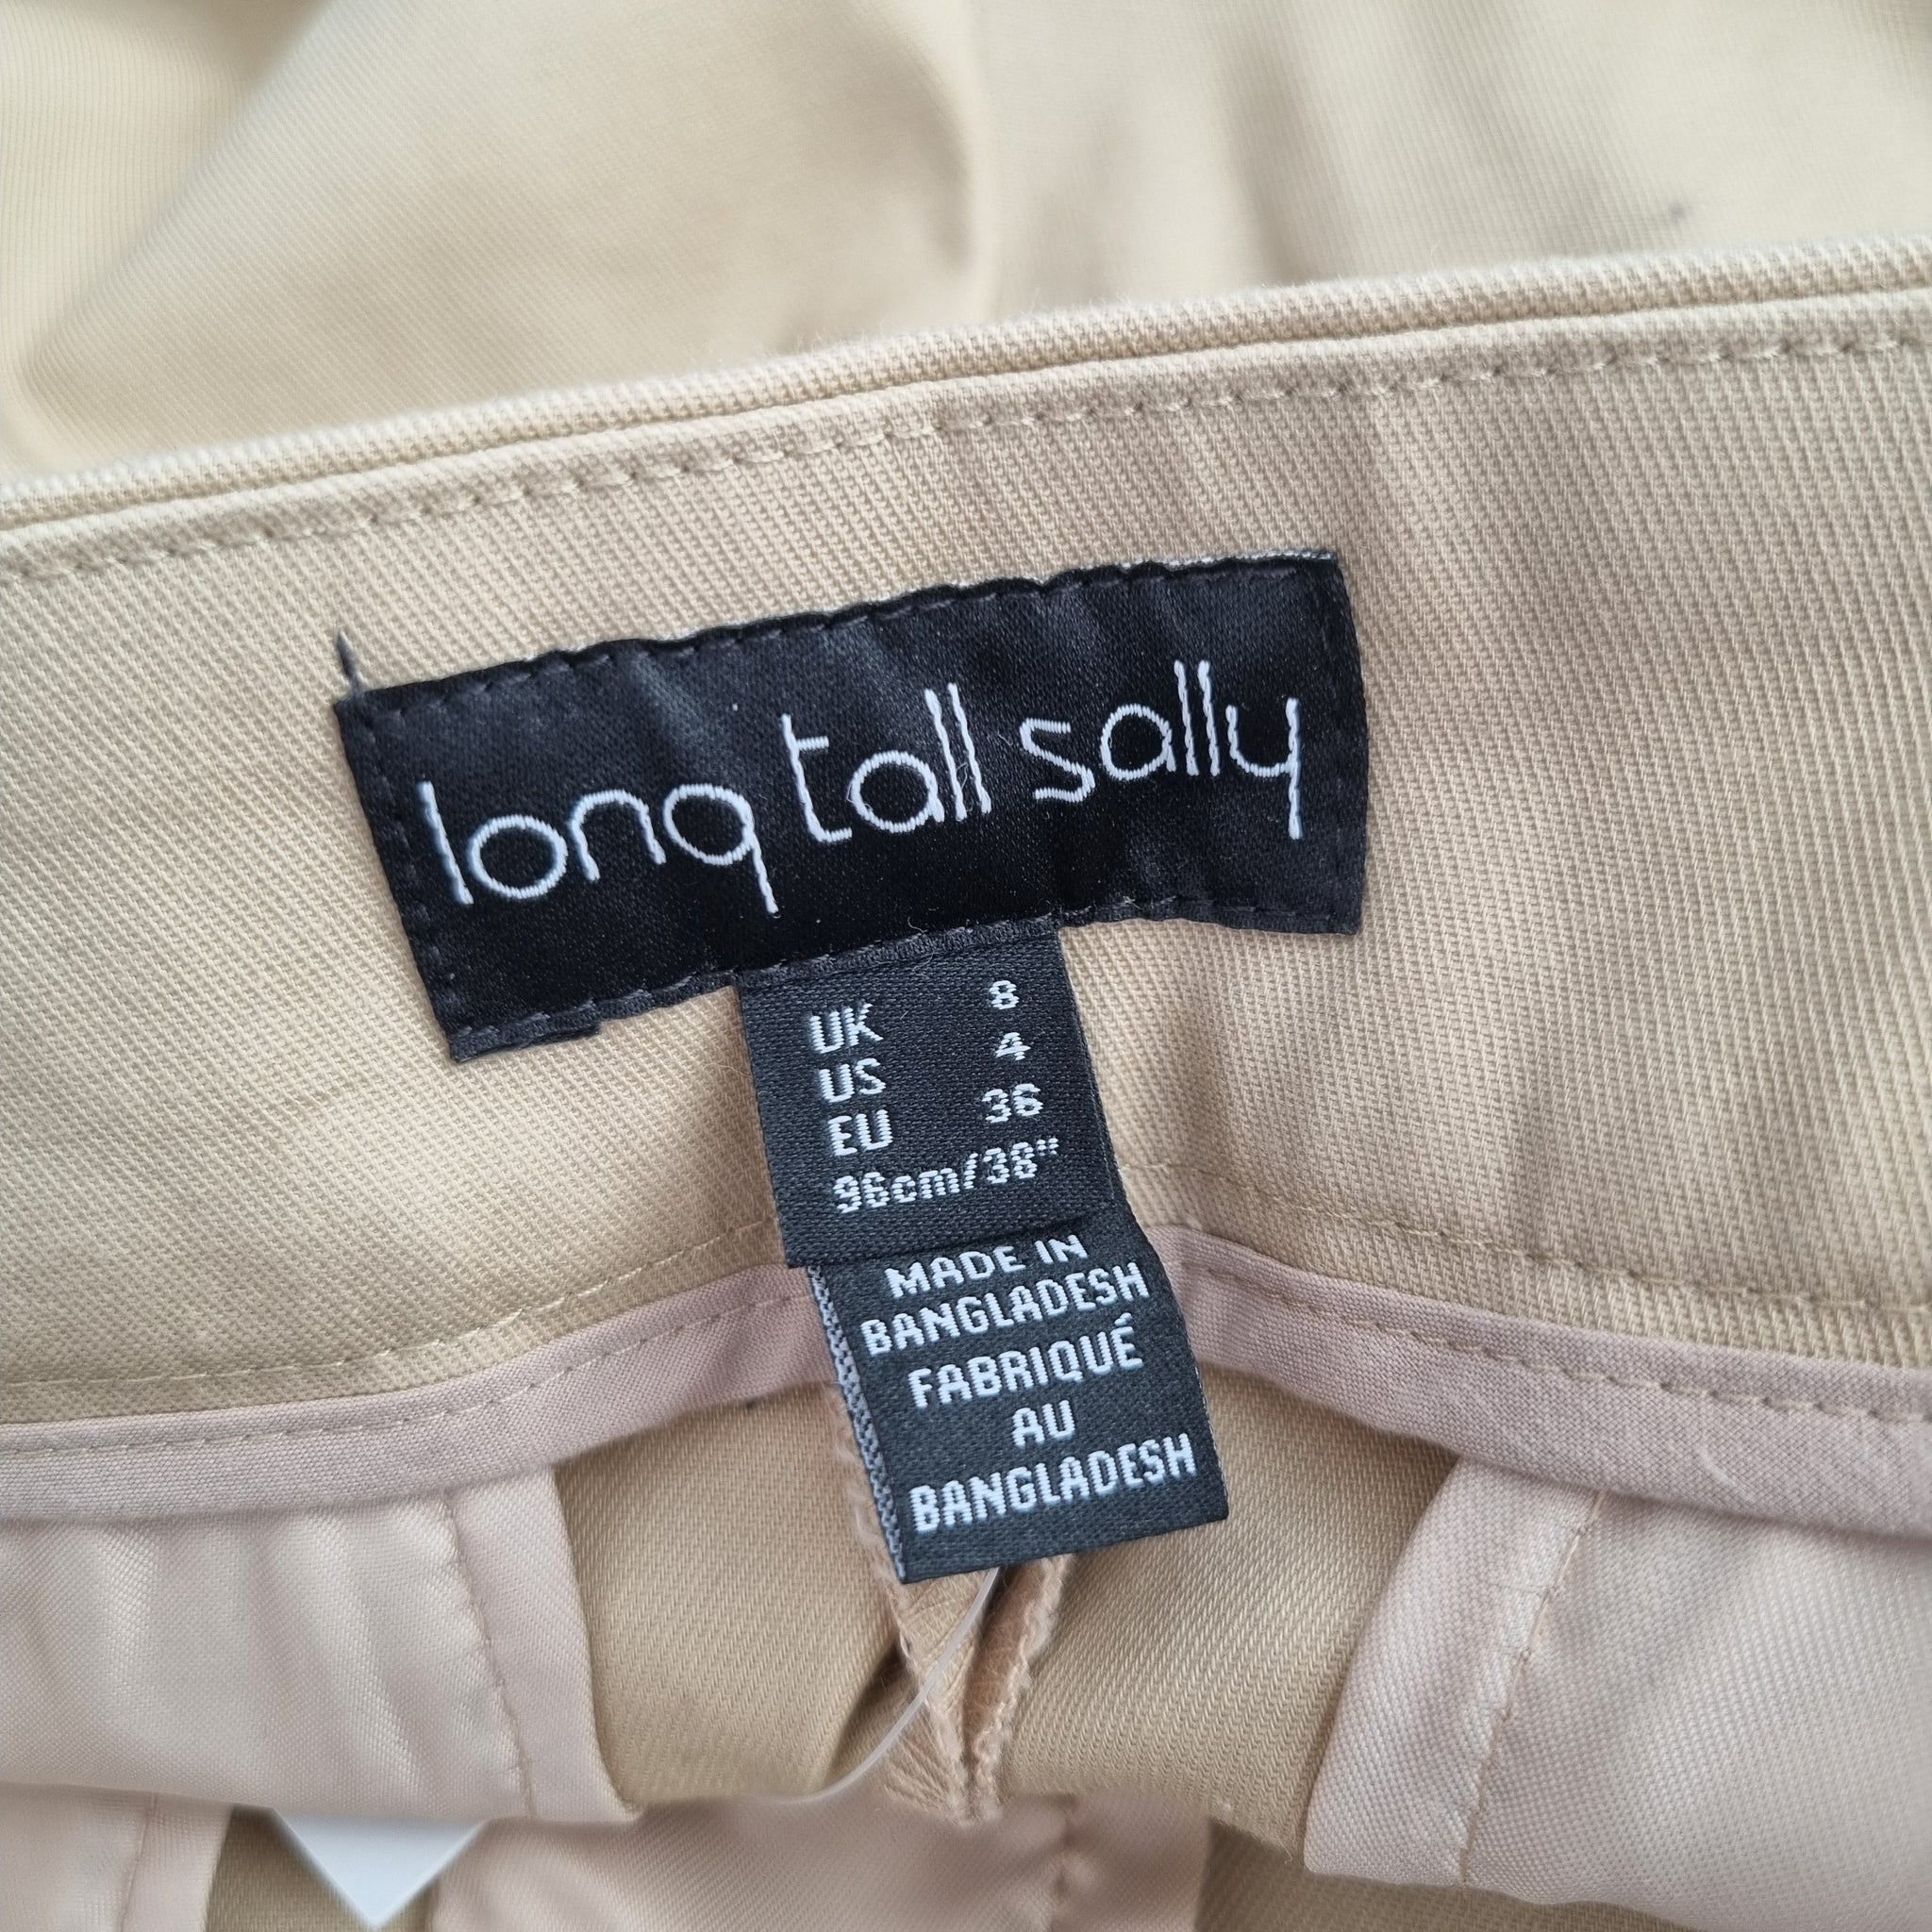 long tall sally
UK 8
US 4
EU 36
96cm/38"
MADE IN
BANGLADESH
FABRIQUÉ
AU
BANGLADESH